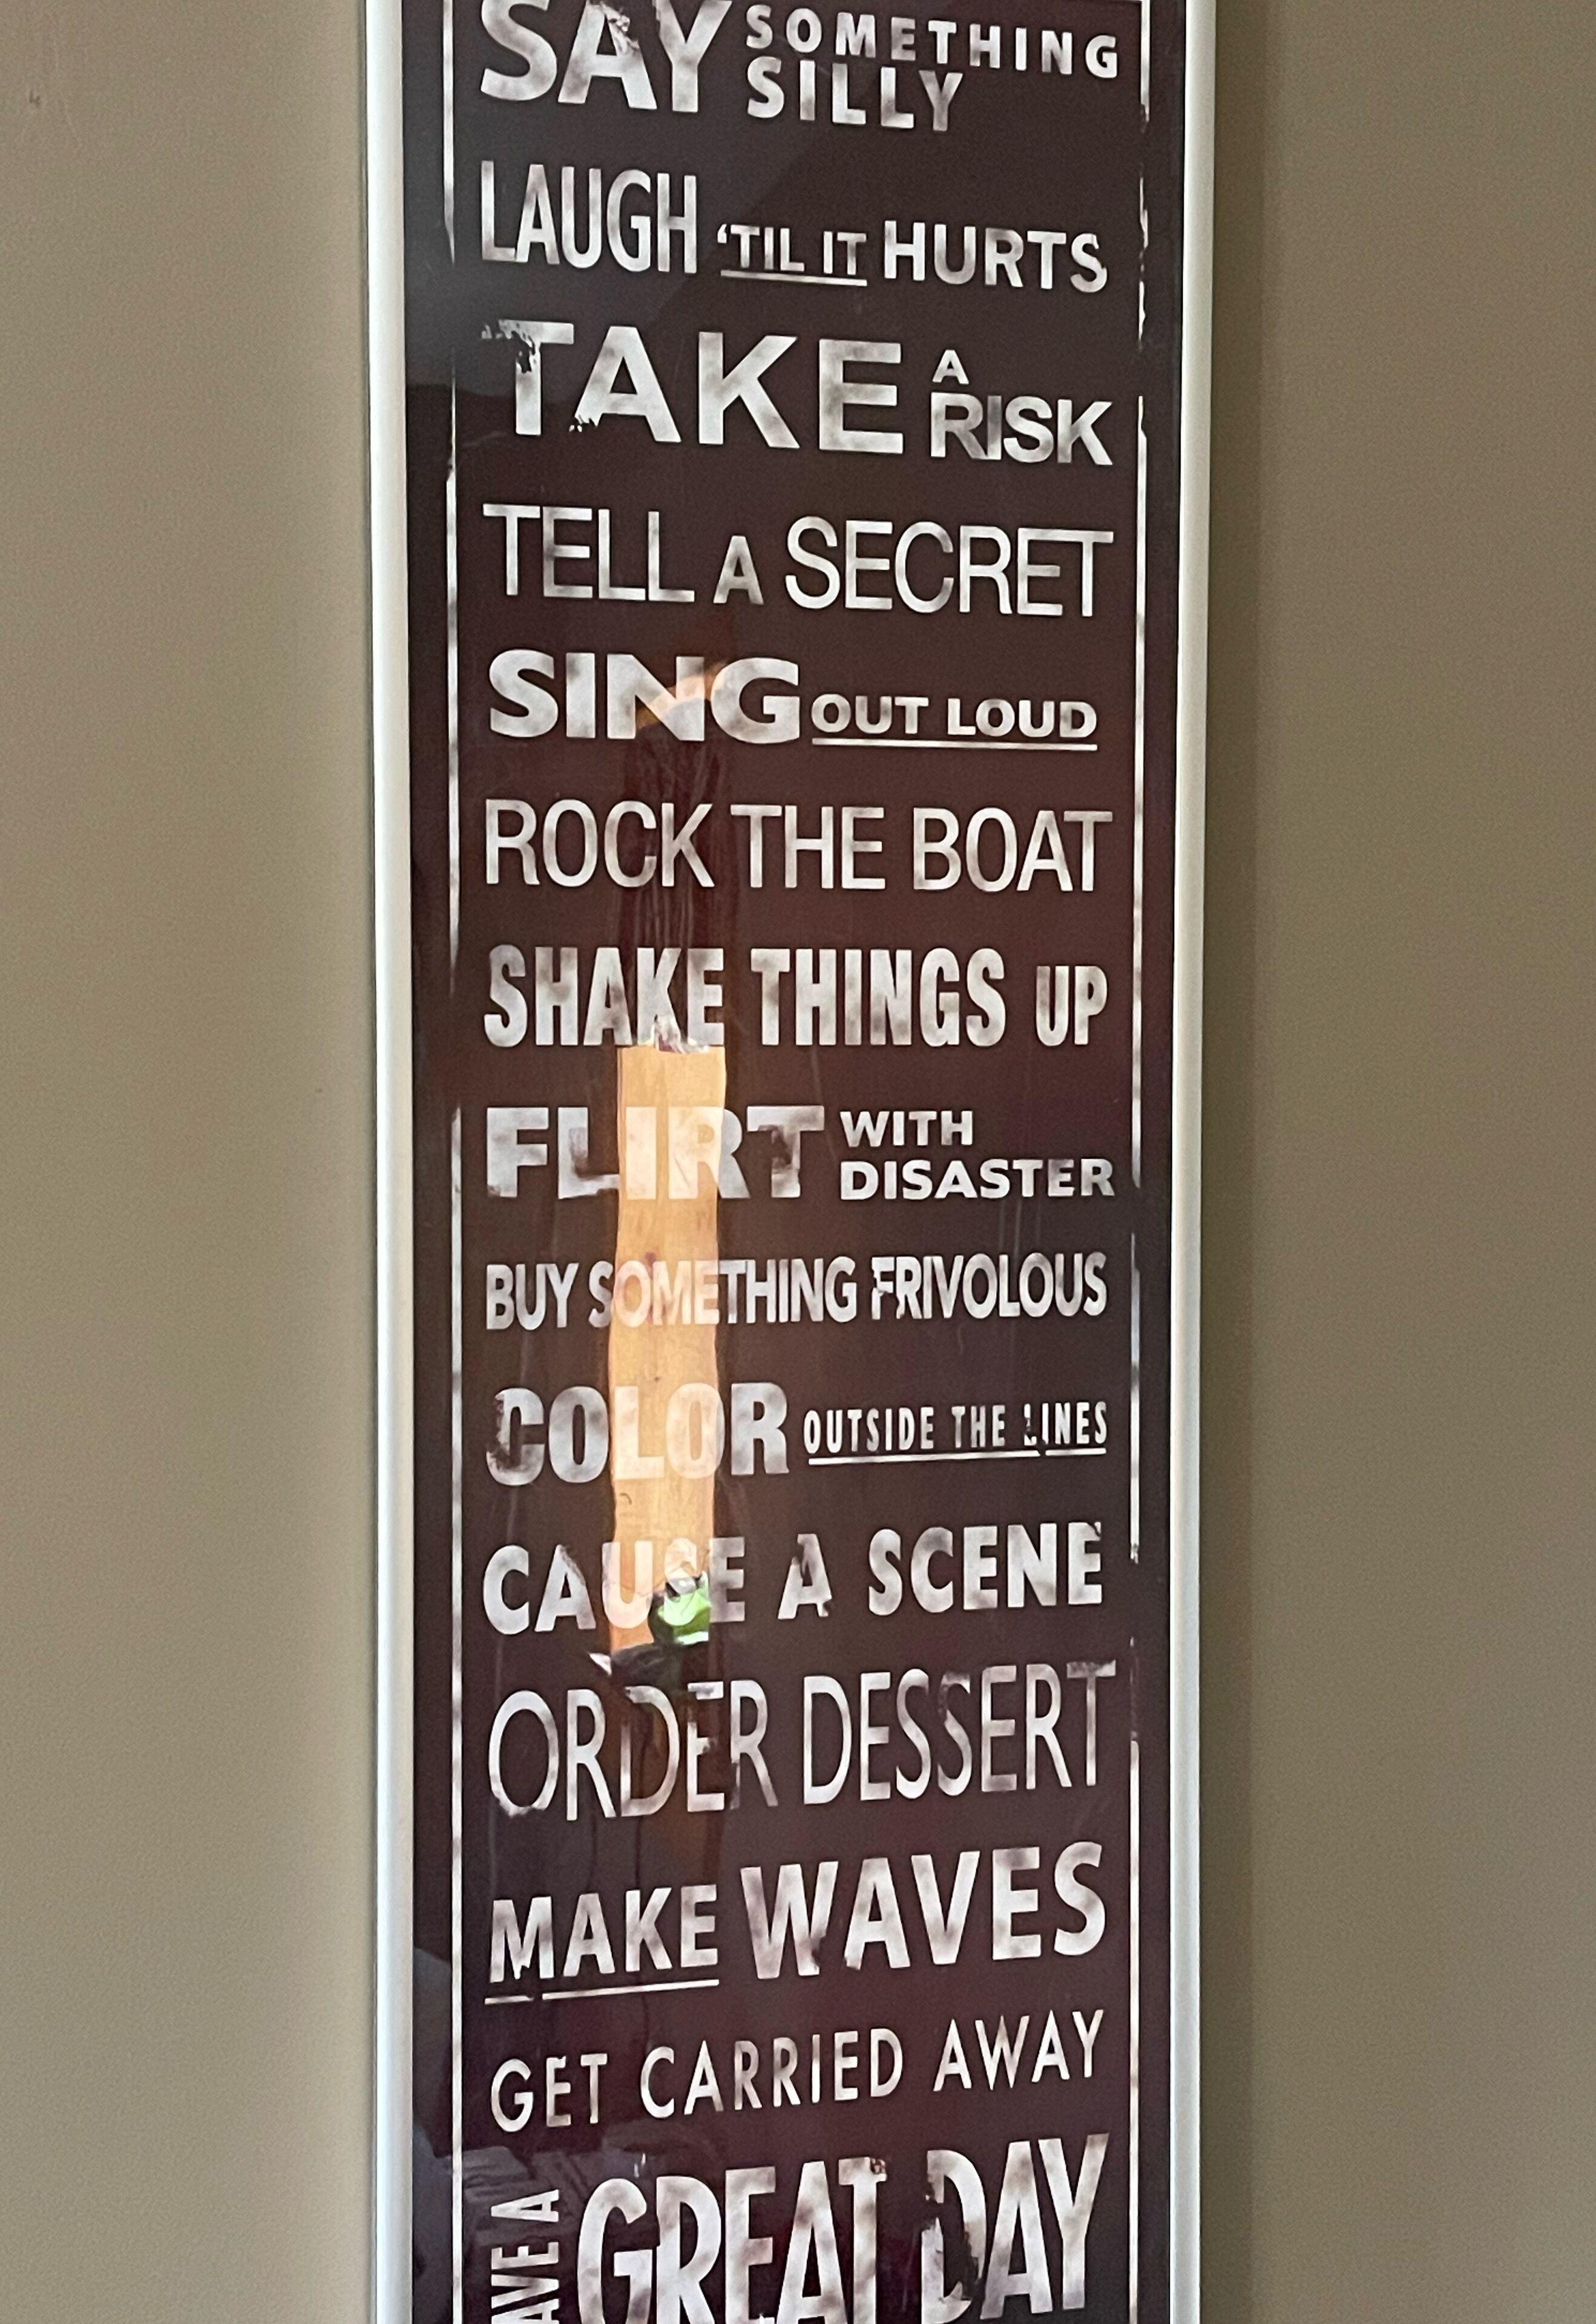 SAY SOMETHING
SILLY
LAUGH 'TIL IT HURTS
TAKE A
RISK
TELL A SECRET
SING OUT LOUD
ROCK THE BOAT
SHAKE THINGS UP
FLIRT WITH
DISASTER
BUY SOMETHING FRIVOLOUS
COLOR OUTSIDE THE LINES
CAUSE A SCENE
ORDER DESSERT
MAKE WAVES
GET CARRIED AWAY
AVE A GREAT DAY